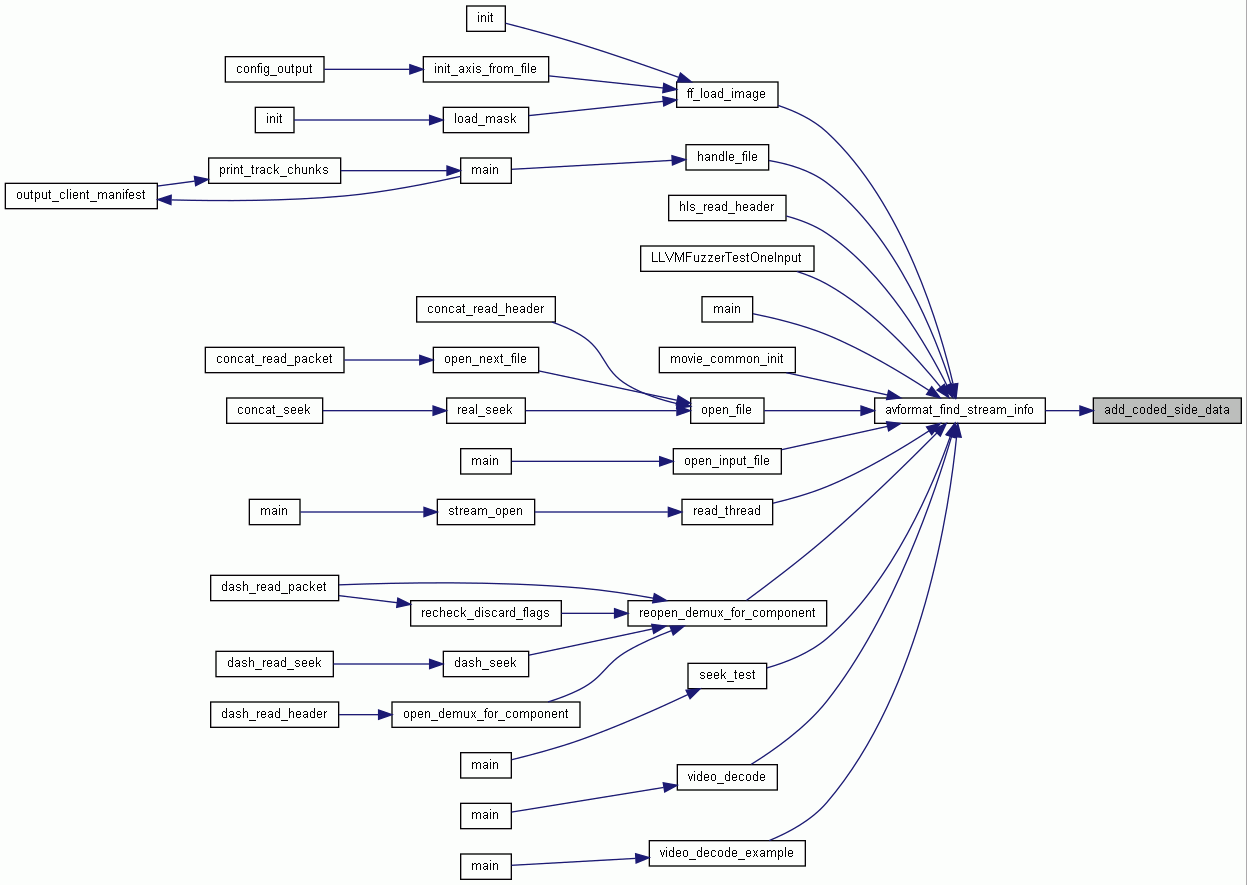 init
config_output
init_axis_from_file
ff_load_image
init
load_mask
handle_file
print_track_chunks
main
output_client_manifest
hls_read_header
LLVMFuzzerTestOneInput
concat_read_header
main
concat_read_packet
open_next_file
movie_common_init
concat_seek
real_seek
open_file
avformat_find_stream_info
add_coded_side_data
main
open_input_file
main
stream_open
read_thread
dash_read_packet
recheck_discard_flags
reopen_demux_for_component
dash_read_seek
dash_seek
seek_test
dash_read_header
open_demux_for_component
main
video_decode
main
video_decode_example
main